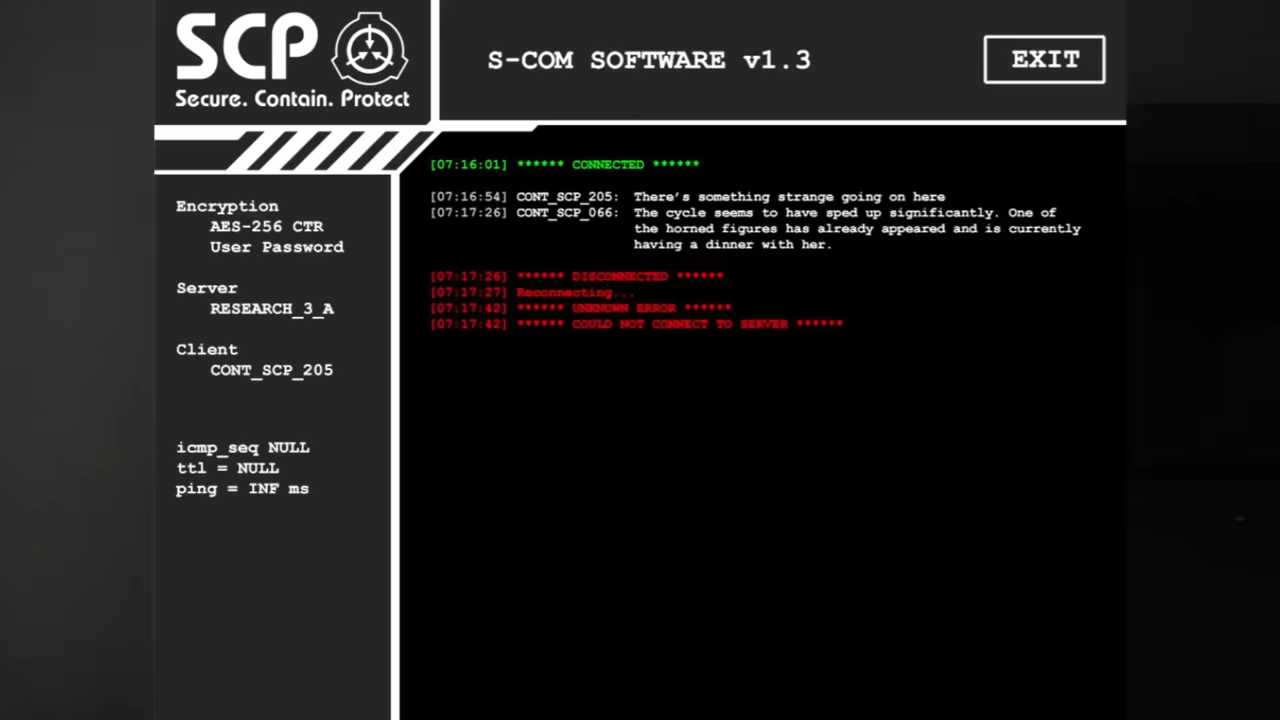 SCP
Secure. Contain. Protect
S-COM SOFTWARE v1.3
EXIT
Encryption
AES-256 CTR
User Password
Server
RESEARCH_3_A
Client
CONT_SCP_205
icmp_seq NULL
ttl = NULL
ping = INF ms
[07:16:01] ****** CONNECTED ******
[07:16:54] CONT_SCP_205: There's something strange going on here
[07:17:26] CONT_SCP_066: The cycle seems to have sped up significantly. One of
the horned figures has already appeared and is currently
having a dinner with her.
[07:17:26] ****** DISCONNECTED ******
[07:17:27] Reconnecting...
[07:17:42] ****** UNKNOWN ERROR ******
[07:17:42] ****** COULD NOT CONNECT TO SERVER ******